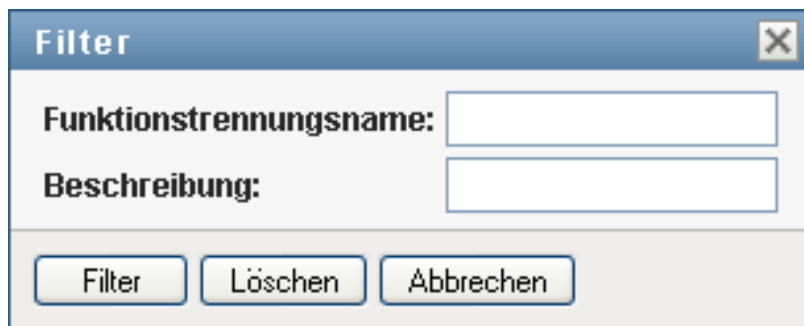 Filter
Funktionstrennungsname:
Beschreibung:
Filter Löschen Abbrechen